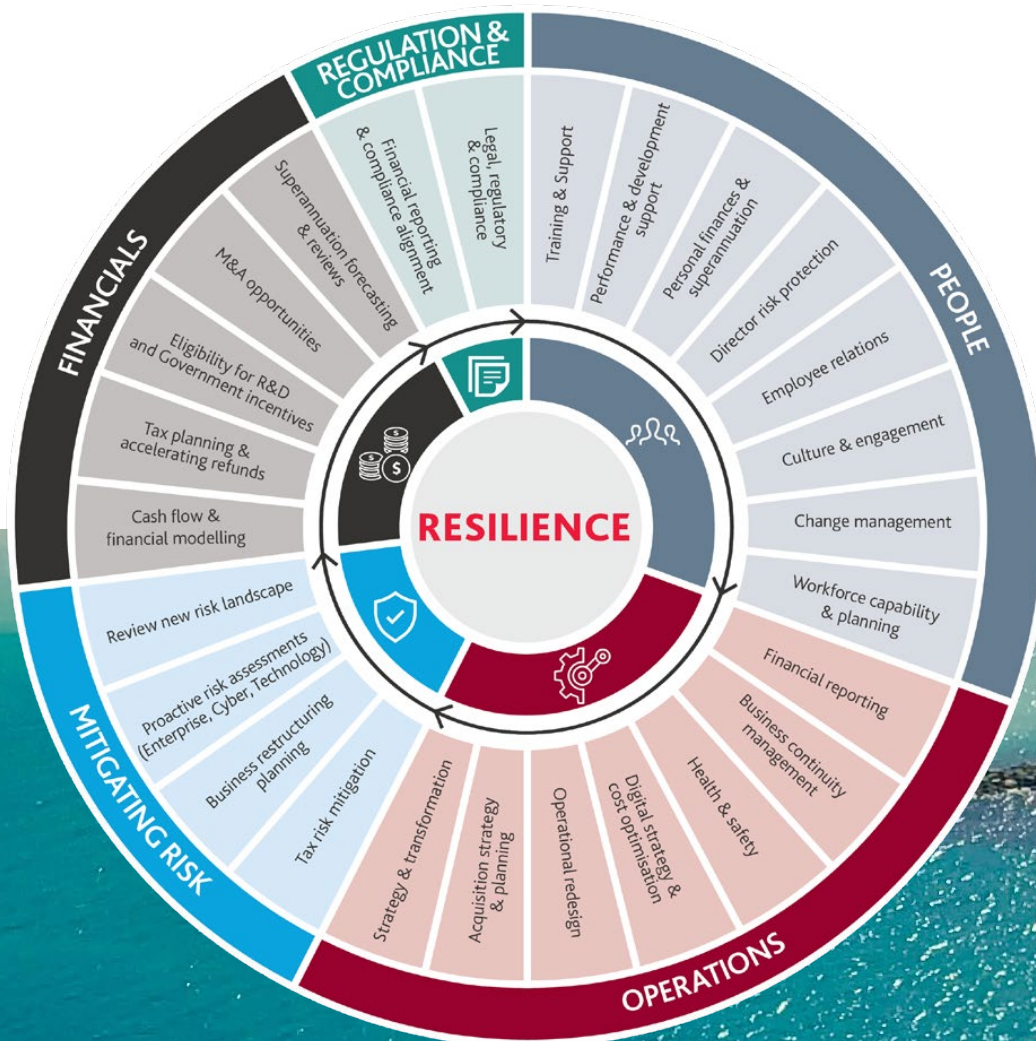 REGULATION &
COMPLIANCE
Financial reporting
& compliance alignment
Legal, regulatory
& compliance
PEOPLE
Training & Support
Performance & development
support
Personal finances &
superannuation
Director risk protection
Employee relations
Culture & engagement
Change management
Workforce capability
& planning
OPERATIONS
Financial reporting
Business continuity
management
Health & safety
Digital strategy &
cost optimisation
Operational redesign
Acquisition strategy
& planning
Strategy & transformation
MITIGATING RISK
Tax risk mitigation
Business restructuring
planning
Proactive risk assessments
(Enterprise, Cyber, Technology)
Review new risk landscape
FINANCIALS
Cash flow &
financial modelling
Tax planning &
accelerating refunds
Eligibility for R&D
and Government incentives
M&A opportunities
Superannuation forecasting
& reviews
$
$
$
RESILIENCE